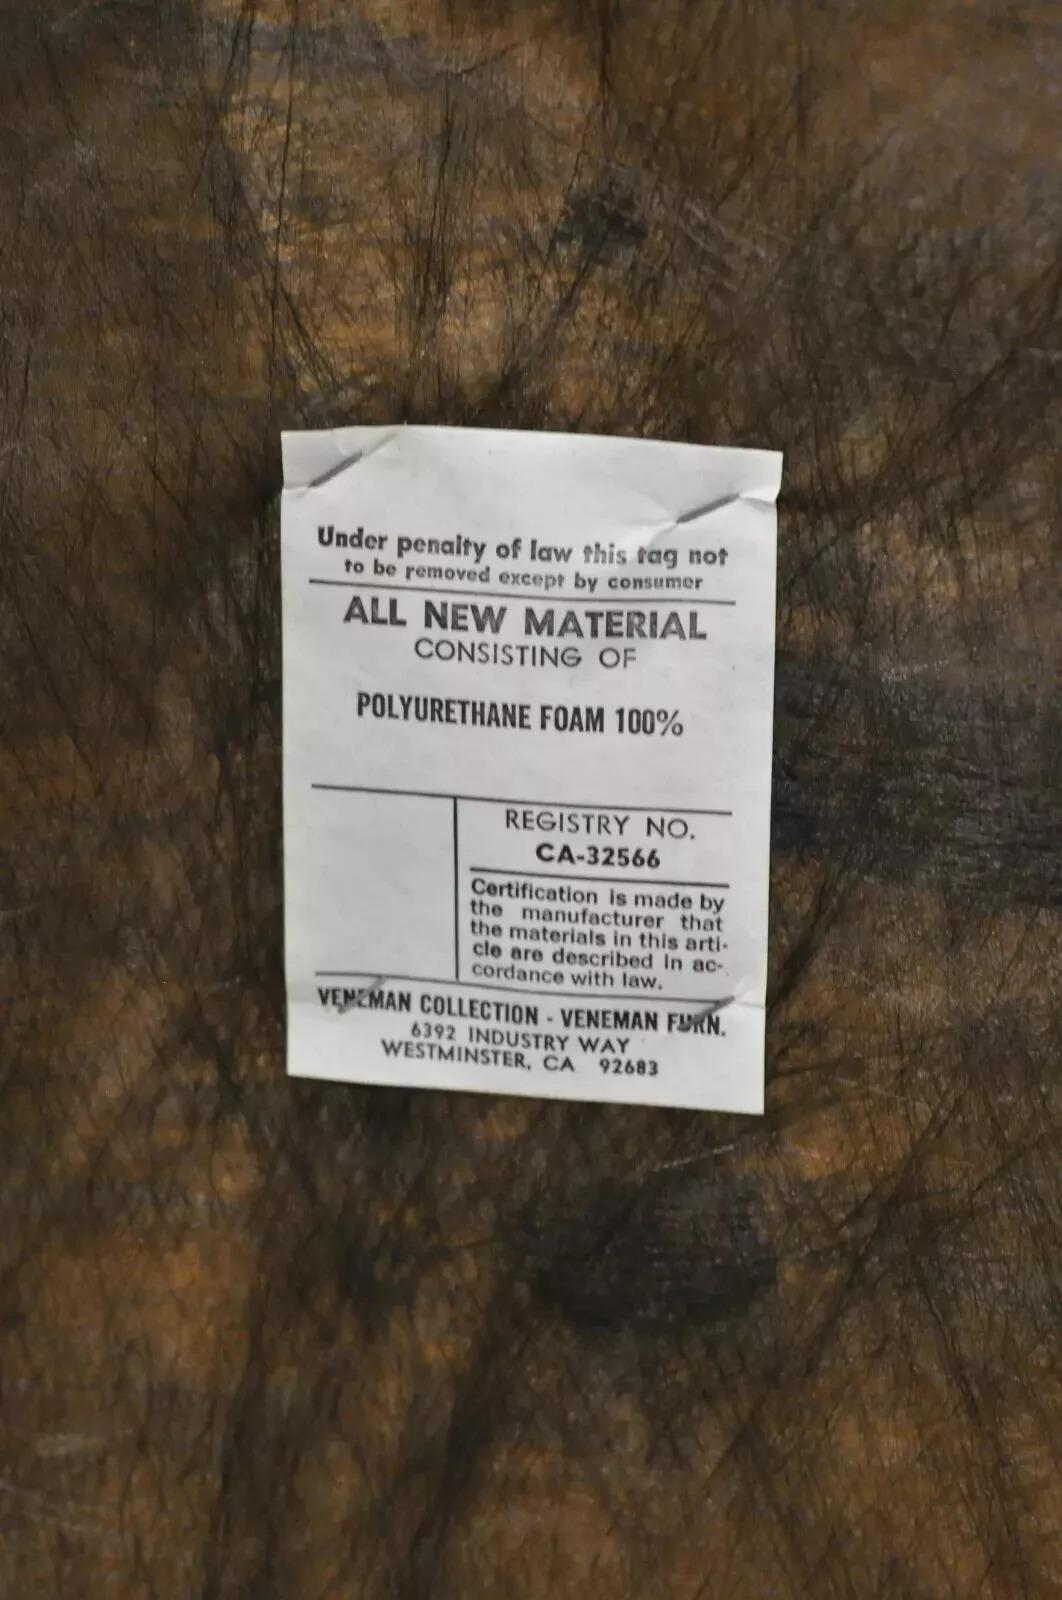 Under penalty of law this tag not
to be removed except by consumer
ALL NEW MATERIAL
CONSISTING OF
POLYURETHANE FOAM 100%
REGISTRY NO.
CA-32566
Certification is made by
the manufacturer that
the materials in this arti-
cle are described in ac-
cordance with law.
VENEMAN COLLECTION - VENEMAN FURN.
6392 INDUSTRY WAY
WESTMINSTER, CA 92683